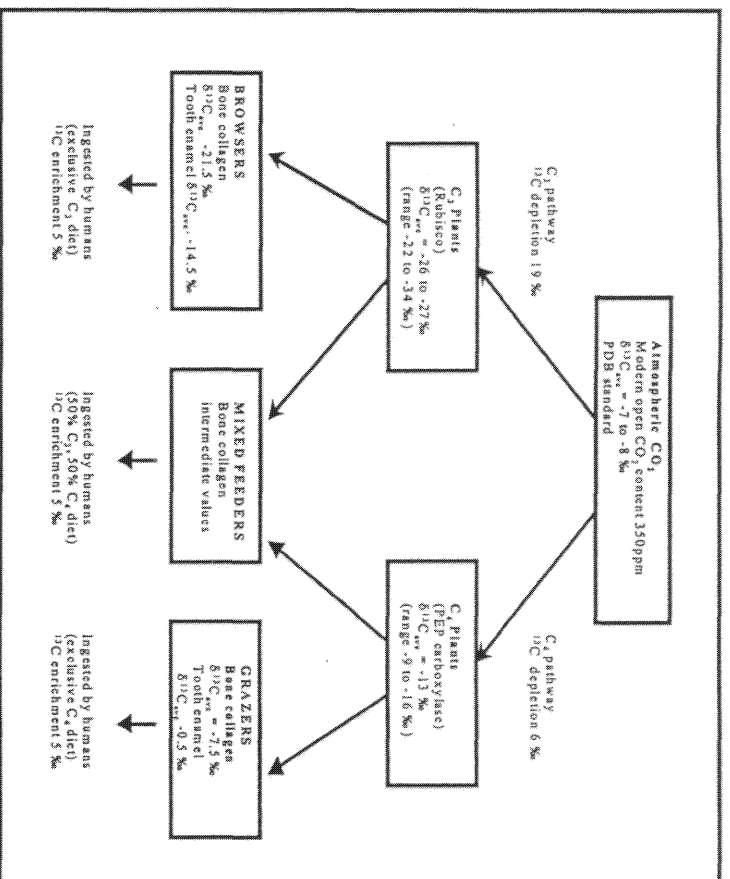 Atmospheric CO₂
Modern open CO₂ content 350ppm
δ¹³Cₐᵥₑ = -7 to -8 ‰
PDB standard
C₃ pathway
¹³C depletion 19 ‰
C₄ pathway
¹³C depletion 6 ‰
C₃ Plants
(Rubisco)
δ¹³Cₐᵥₑ = -26 to -27‰
(range -22 to -34 ‰)
C₄ Plants
(PEP carboxylase)
δ¹³Cₐᵥₑ = -13 ‰
(range -9 to -16 ‰)
BROWSERS
Bone collagen
δ¹³Cₐᵥₑ -21.5 ‰
Tooth enamel δ¹³Cₐᵥₑ. -14.5 ‰
MIXED FEEDERS
Bone collagen
intermediate values
GRAZERS
Bone collagen
δ¹³Cₐᵥₑ = -7.5 ‰
Tooth enamel
δ¹³Cₐᵥₑ -0.5 ‰
Ingested by humans
(exclusive C₃ diet)
¹³C enrichment 5 ‰
Ingested by humans
(50% C₃, 50% C₄ diet)
¹³C enrichment 5 ‰
Ingested by humans
(exclusive C₄ diet)
¹³C enrichment 5 ‰